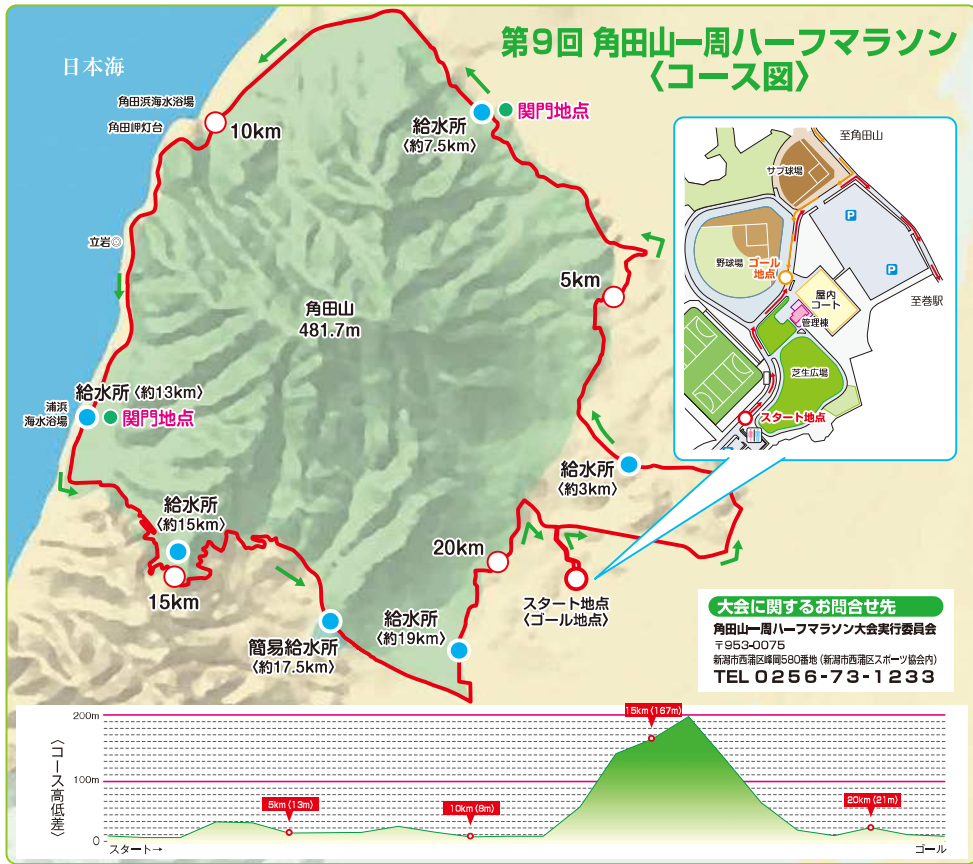 第9回 角田山一周ハーフマラソン
〈コース図〉
日本海
角田浜海水浴場
角田岬灯台
10km
給水所
〈約7.5km〉
関門地点
立岩
5km
角田山
481.7m
給水所〈約13km〉
関門地点
浦浜
海水浴場
給水所
〈約3km〉
給水所
〈約15km〉
15km
20km
スタート地点
〈ゴール地点〉
簡易給水所
〈約17.5km〉
給水所
〈約19km〉
至角田山
サブ球場
P
野球場
ゴール
地点
P
至巻駅
屋内
コート
管理棟
芝生広場
スタート地点
大会に関するお問合せ先
角田山一周ハーフマラソン大会実行委員会
〒953-0075
新潟市西蒲区峰岡580番地(新潟市西蒲区スポーツ協会内)
TEL 0256-73-1233
〈コース高低差〉
200m
100m
0
5km(13m)
10km(8m)
15km(167m)
20km(21m)
スタート→
ゴール